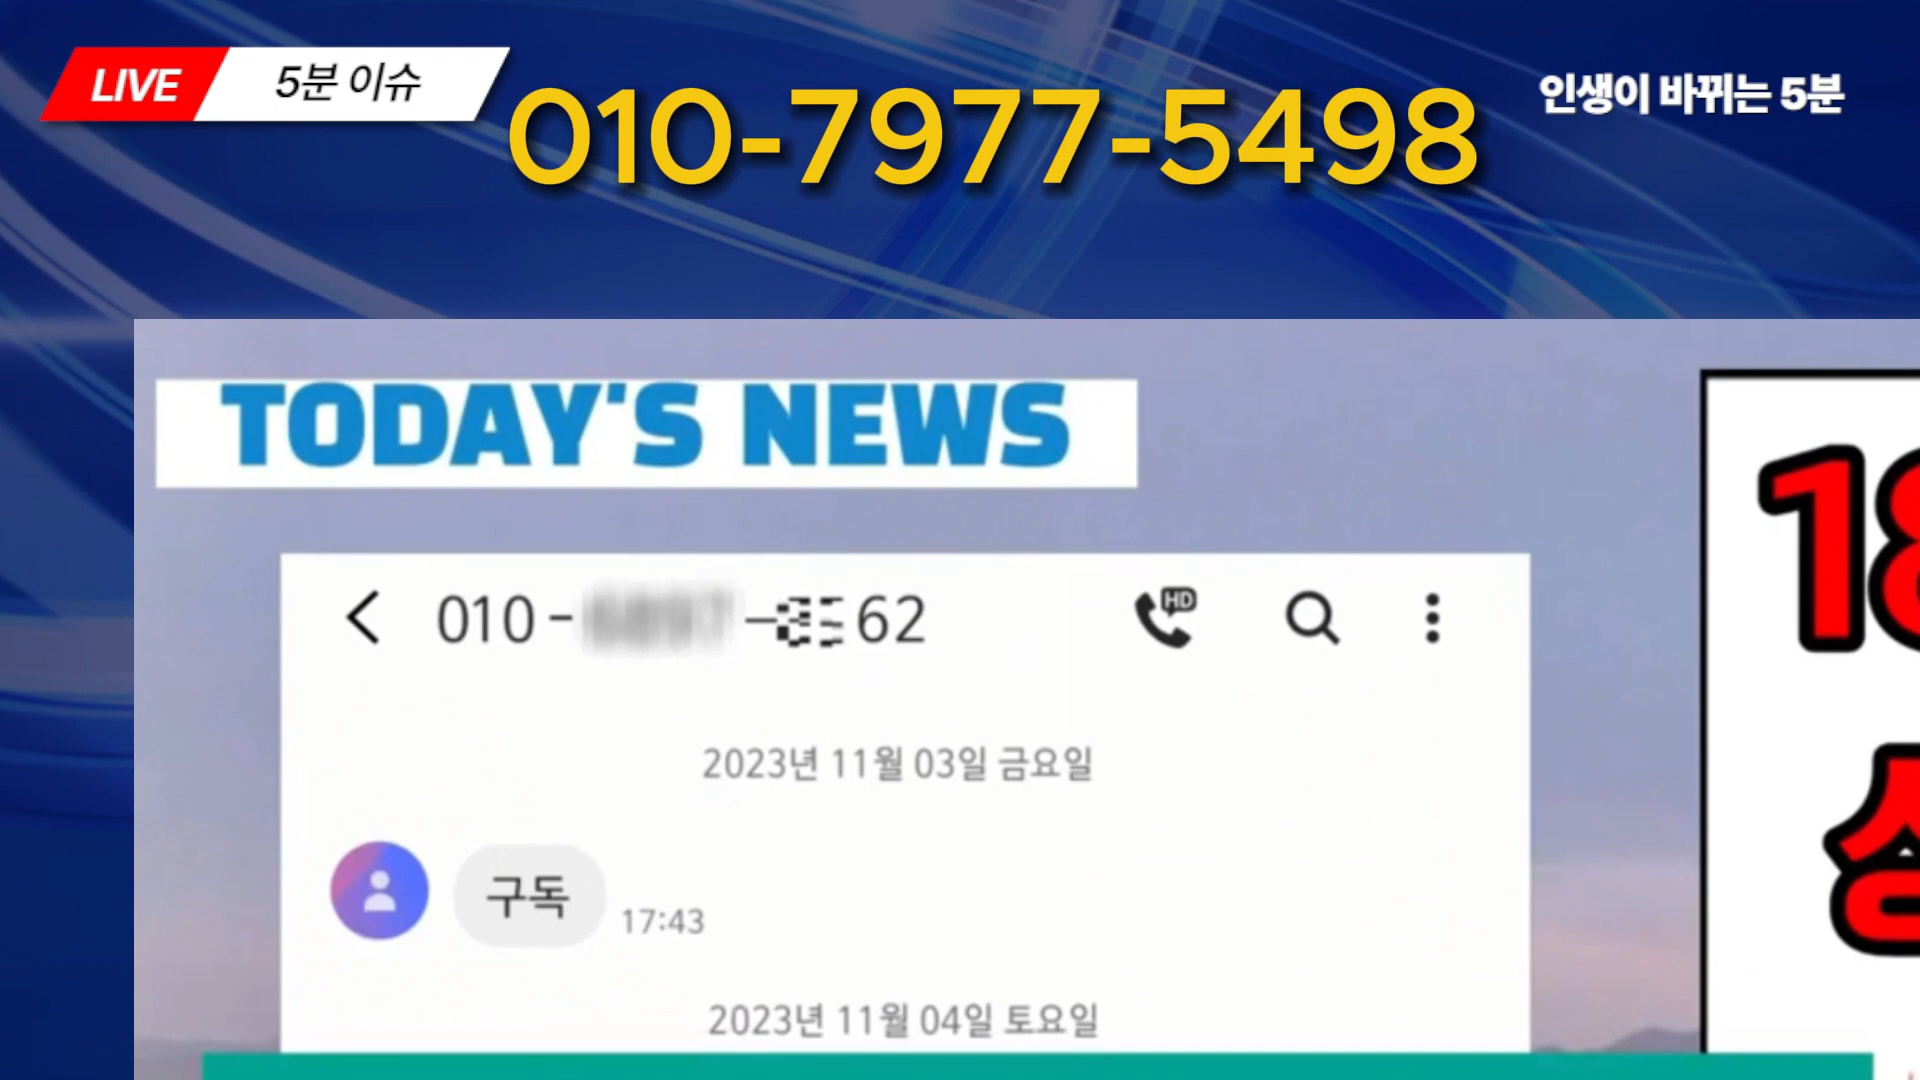 LIVE
5분 이슈
010-7977-5498
인생이 바뀌는 5분
TODAY'S NEWS
010-
62
HD
2023년 11월 03일 금요일
구독
17:43
2023년 11월 04일 토요일